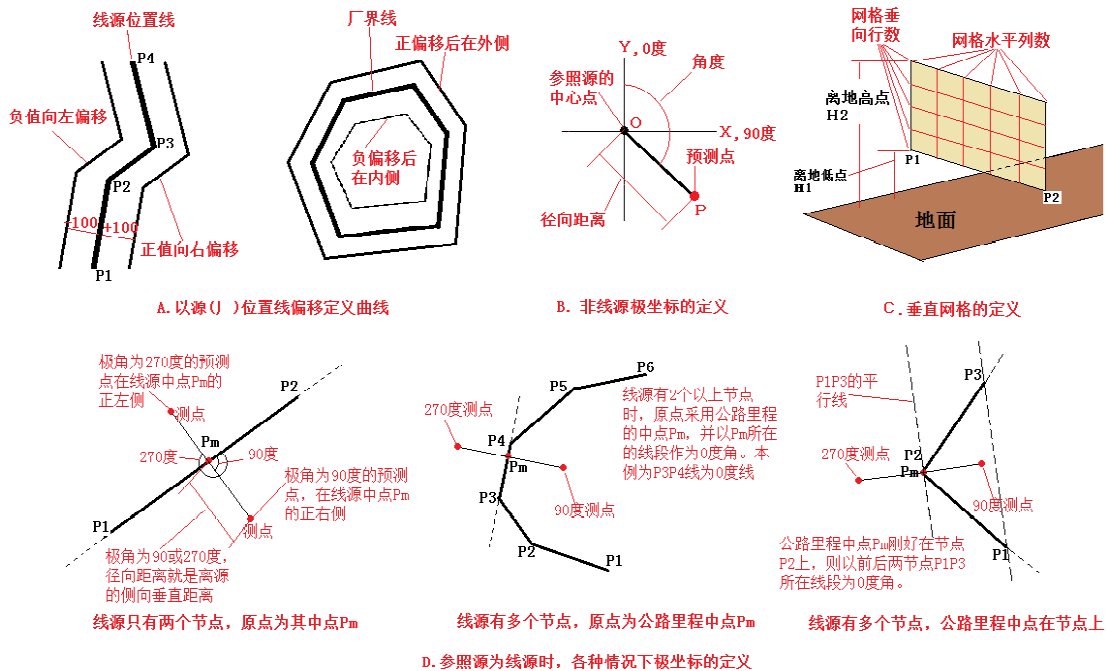 线源位置线
P4
负值向左偏移
P3
P2
-100
+100
正值向右偏移
P1
厂界线
正偏移后在外侧
负偏移后
在内侧
A.以源(厂)位置线偏移定义曲线
Y,0度
角度
参照源的
中心点
O
X,90度
预测点
P
径向距离
B. 非线源极坐标的定义
网格垂
向行数
网格水平列数
离地高点
H2
P1
离地低点
H1
P2
地面
C.垂直网格的定义
极角为270度的预测
点在线源中点Pm的
正左侧
测点
P2
Pm
270度
90度
极角为90度的预测
点，在线源中点Pm
的正右侧
测点
P1
极角为90或270度，
径向距离就是离源
的侧向垂直距离
线源只有两个节点，原点为其中点Pm
P6
P5
线源有2个以上节点
时，原点采用公路里程
的中点Pm，并以Pm所在
的线段作为0度角。本
例为P3P4线为0度线
270度测点
P4
Pm
P3
90度测点
P2
P1
线源有多个节点，原点为公路里程中点Pm
P1P3的平
行线
P3
270度测点
P2
Pm
90度测点
P1
公路里程中点Pm刚好在节点
P2上，则以前后两节点P1P3
所在线段为0度角。
线源有多个节点，公路里程中点在节点上
D.参照源为线源时，各种情况下极坐标的定义